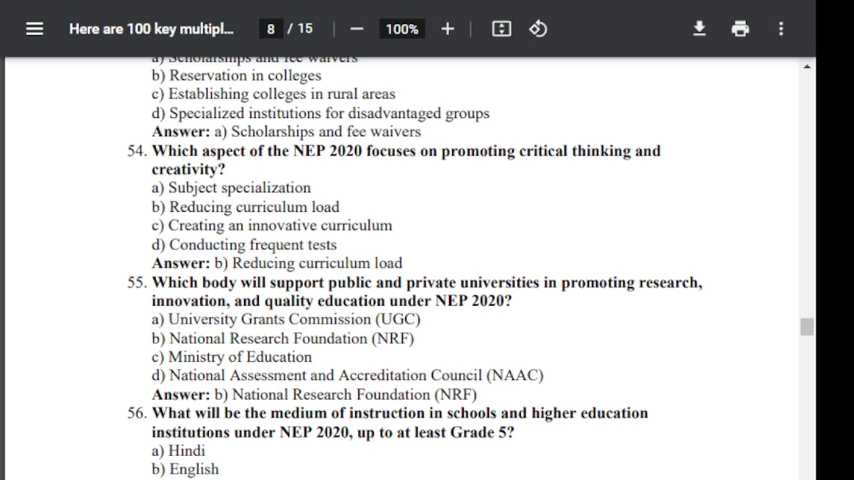 Here are 100 key multipl... 8 / 15 100%
a) Scholarships and fee waivers
b) Reservation in colleges
c) Establishing colleges in rural areas
d) Specialized institutions for disadvantaged groups
Answer: a) Scholarships and fee waivers
54. Which aspect of the NEP 2020 focuses on promoting critical thinking and
creativity?
a) Subject specialization
b) Reducing curriculum load
c) Creating an innovative curriculum
d) Conducting frequent tests
Answer: b) Reducing curriculum load
55. Which body will support public and private universities in promoting research,
innovation, and quality education under NEP 2020?
a) University Grants Commission (UGC)
b) National Research Foundation (NRF)
c) Ministry of Education
d) National Assessment and Accreditation Council (NAAC)
Answer: b) National Research Foundation (NRF)
56. What will be the medium of instruction in schools and higher education
institutions under NEP 2020, up to at least Grade 5?
a) Hindi
b) English